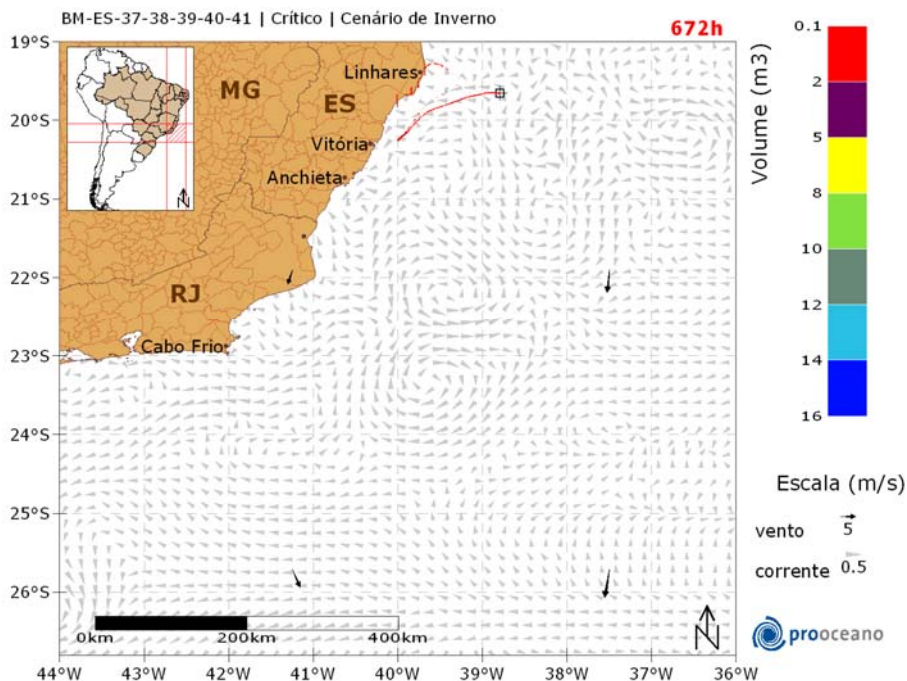 BM-ES-37-38-39-40-41 | Crítico | Cenário de Inverno
672h
19°S
20°S
21°S
22°S
23°S
24°S
25°S
26°S
MG
ES
RJ
Linhares
Vitória
Anchieta
Cabo Frio
N
0km
200km
400km
N
44°W
43°W
42°W
41°W
40°W
39°W
38°W
37°W
36°W
Volume (m3)
0.1
2
5
8
10
12
14
16
Escala (m/s)
vento 5
corrente 0.5
prooceano